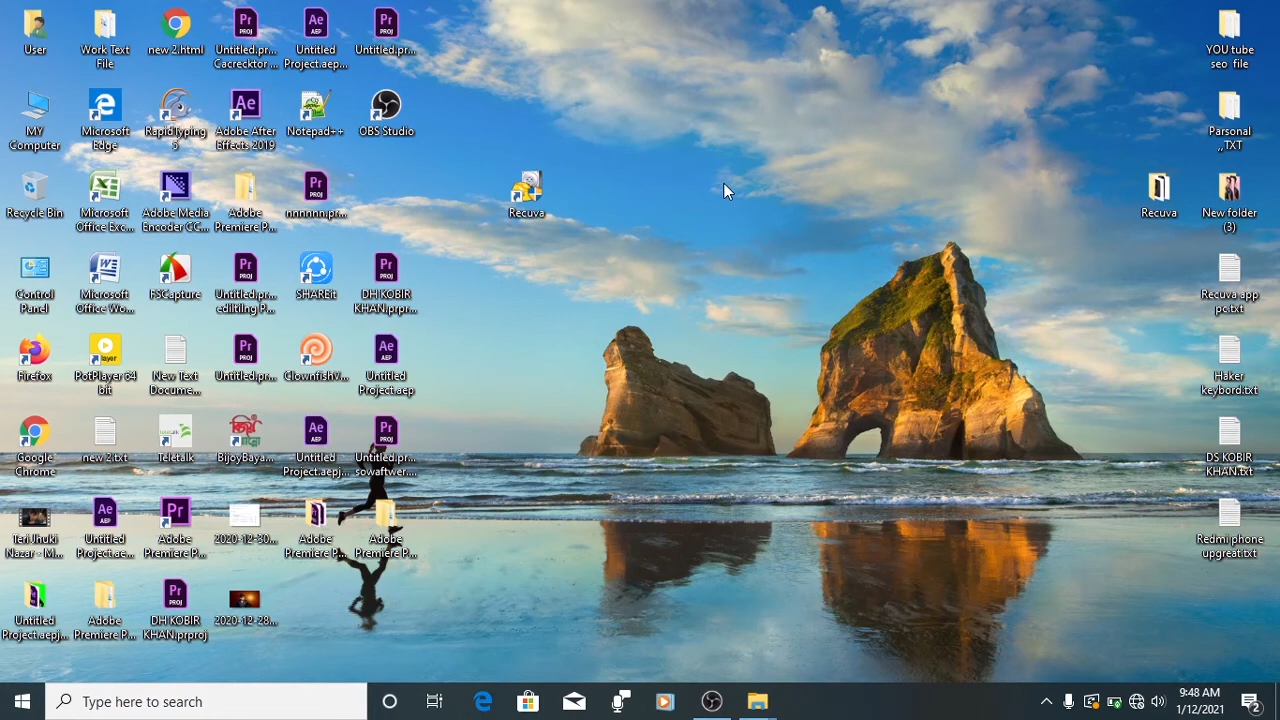 User
Work Text
File
new 2.html
Untitled.pr...
Cacrecktor ...
Untitled
Project.aep...
Untitled.pr...
YOU tube
seo file
MY
Computer
Microsoft
Edge
RapidTyping
5
Adobe After
Effects 2019
Notepad++
OBS Studio
Parsonal
,,TXT
Recycle Bin
Microsoft
Office Exc...
Adobe Media
Encoder CC...
Adobe
Premiere P...
nnnnnn.pr...
Recuva
Recuva
New folder
(3)
Control
Panel
Microsoft
Office Wo...
FSCapture
Untitled.pr...
ediiltilng P...
SHAREit
DH KOBIR
KHAN.prpr...
Recuva app
pc.txt
Firefox
PotPlayer 64
bit
New Text
Docume...
Untitled.pr...
ClownfishV...
Untitled
Project.aep
Haker
keybord.txt
Google
Chrome
new 2.txt
Teletalk
BijoyBaya...
Untitled
Project.aepj...
Untitled.pr...
sowaftwer....
DS KOBIR
KHAN.txt
Teri Jhuki
Nazar - M...
Untitled
Project.ae...
Adobe
Premiere P...
2020-12-30...
Adobe
Premiere P...
Adobe
Premiere P...
Redmi phone
upgreat.txt
Untitled
Project.aepj...
Adobe
Premiere P...
DH KOBIR
KHAN.prproj
2020-12-28...
Type here to search
9:48 AM
1/12/2021
2